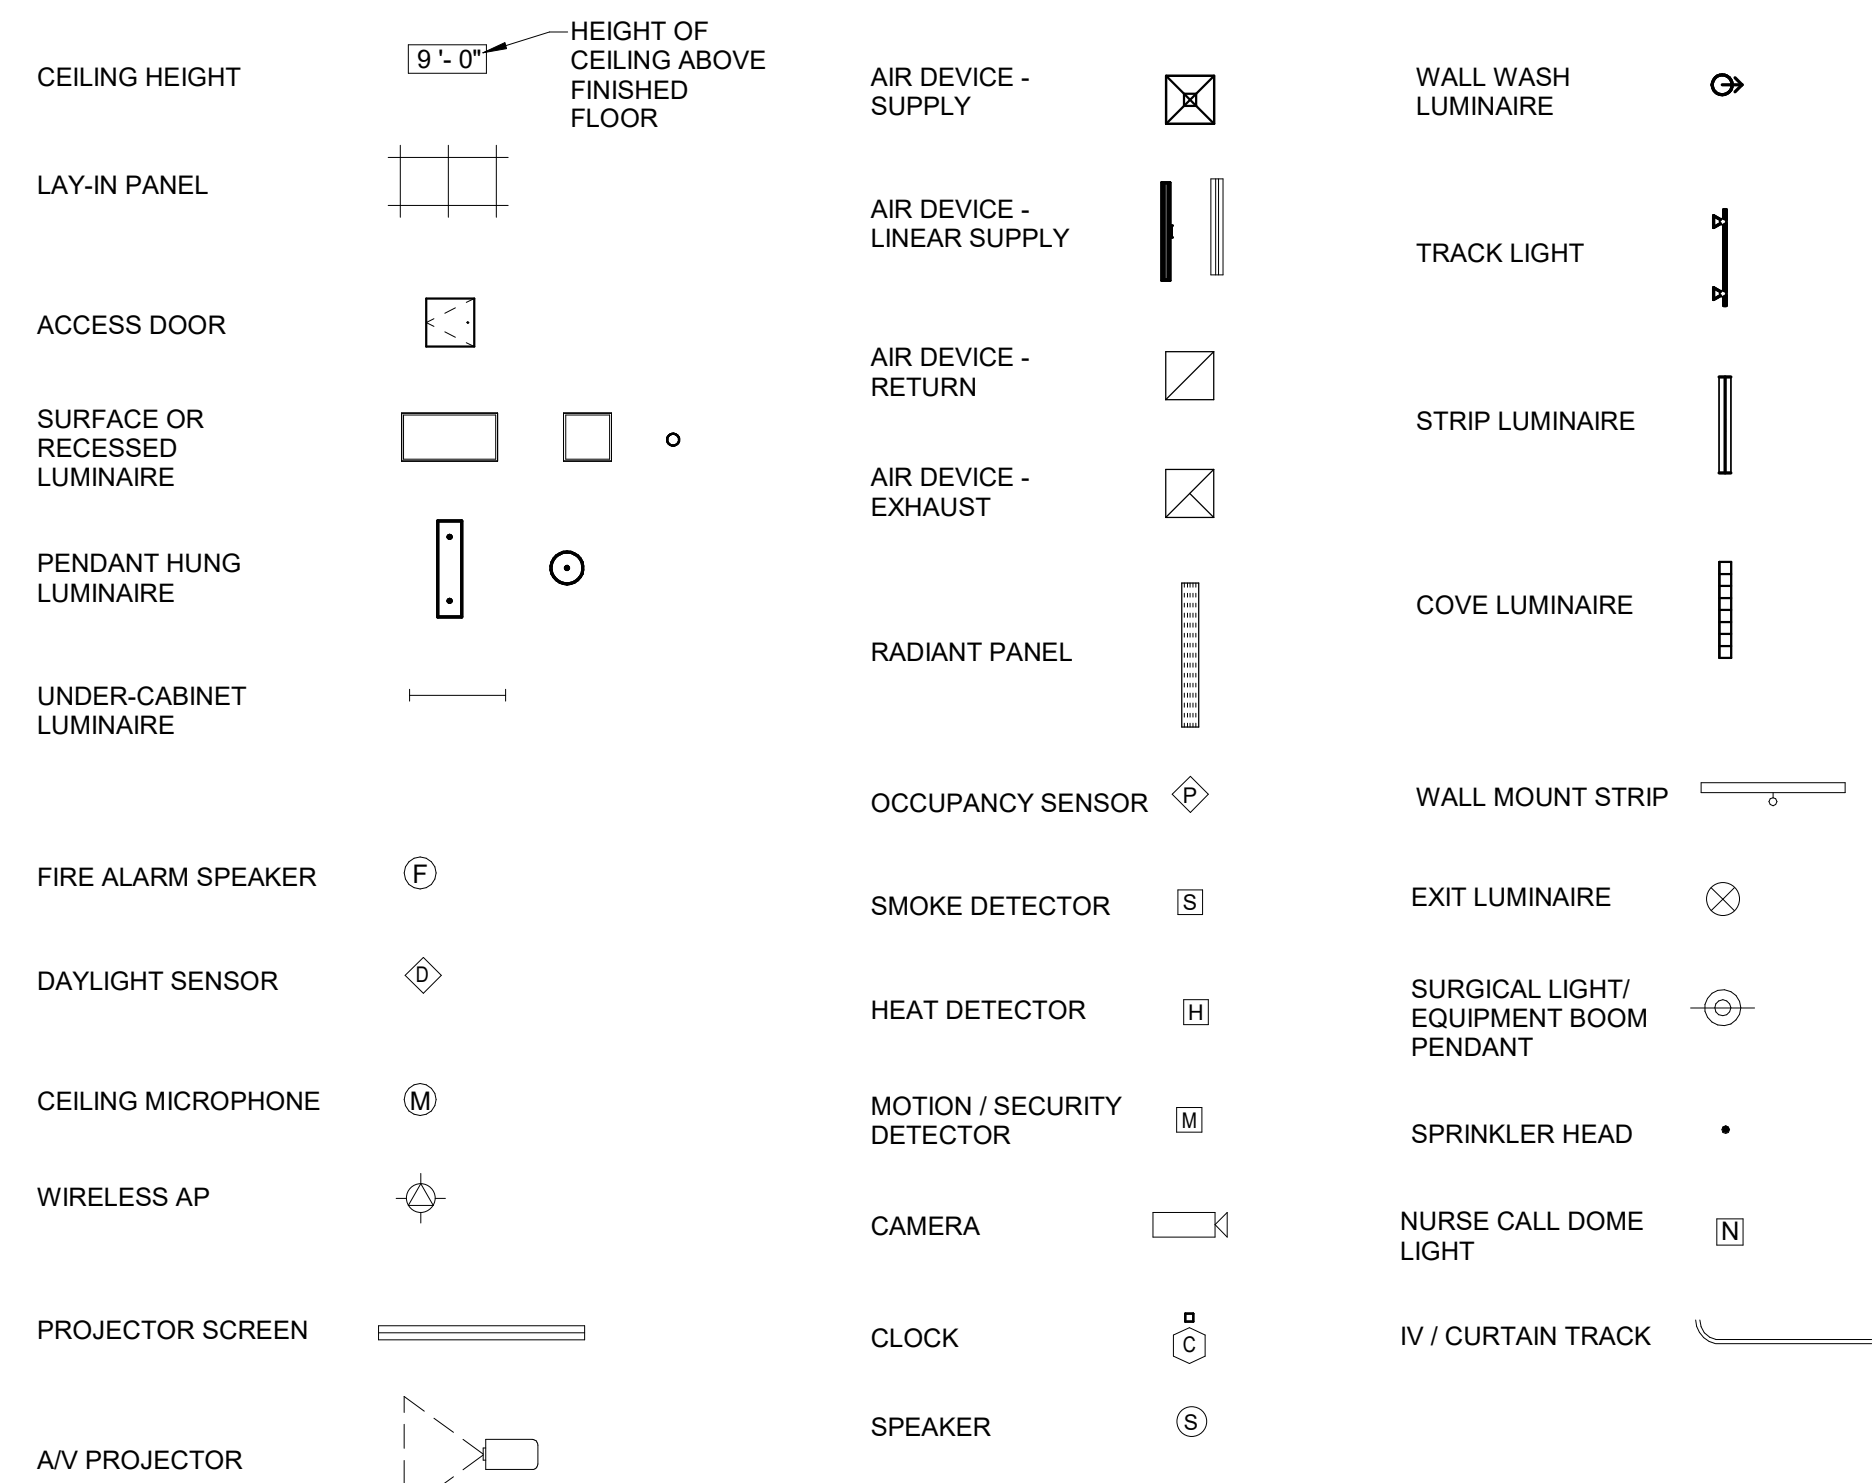 CEILING HEIGHT
9 '- 0"
HEIGHT OF
CEILING ABOVE
FINISHED
FLOOR
LAY-IN PANEL
ACCESS DOOR
SURFACE OR
RECESSED
LUMINAIRE
PENDANT HUNG
LUMINAIRE
UNDER-CABINET
LUMINAIRE
FIRE ALARM SPEAKER
F
DAYLIGHT SENSOR
D
CEILING MICROPHONE
M
WIRELESS AP
PROJECTOR SCREEN
A/V PROJECTOR
AIR DEVICE -
SUPPLY
AIR DEVICE -
LINEAR SUPPLY
AIR DEVICE -
RETURN
AIR DEVICE -
EXHAUST
RADIANT PANEL
OCCUPANCY SENSOR
P
SMOKE DETECTOR
S
HEAT DETECTOR
H
MOTION / SECURITY
DETECTOR
M
CAMERA
CLOCK
C
SPEAKER
S
WALL WASH
LUMINAIRE
TRACK LIGHT
STRIP LUMINAIRE
COVE LUMINAIRE
WALL MOUNT STRIP
EXIT LUMINAIRE
SURGICAL LIGHT/
EQUIPMENT BOOM
PENDANT
SPRINKLER HEAD
NURSE CALL DOME
LIGHT
N
IV / CURTAIN TRACK